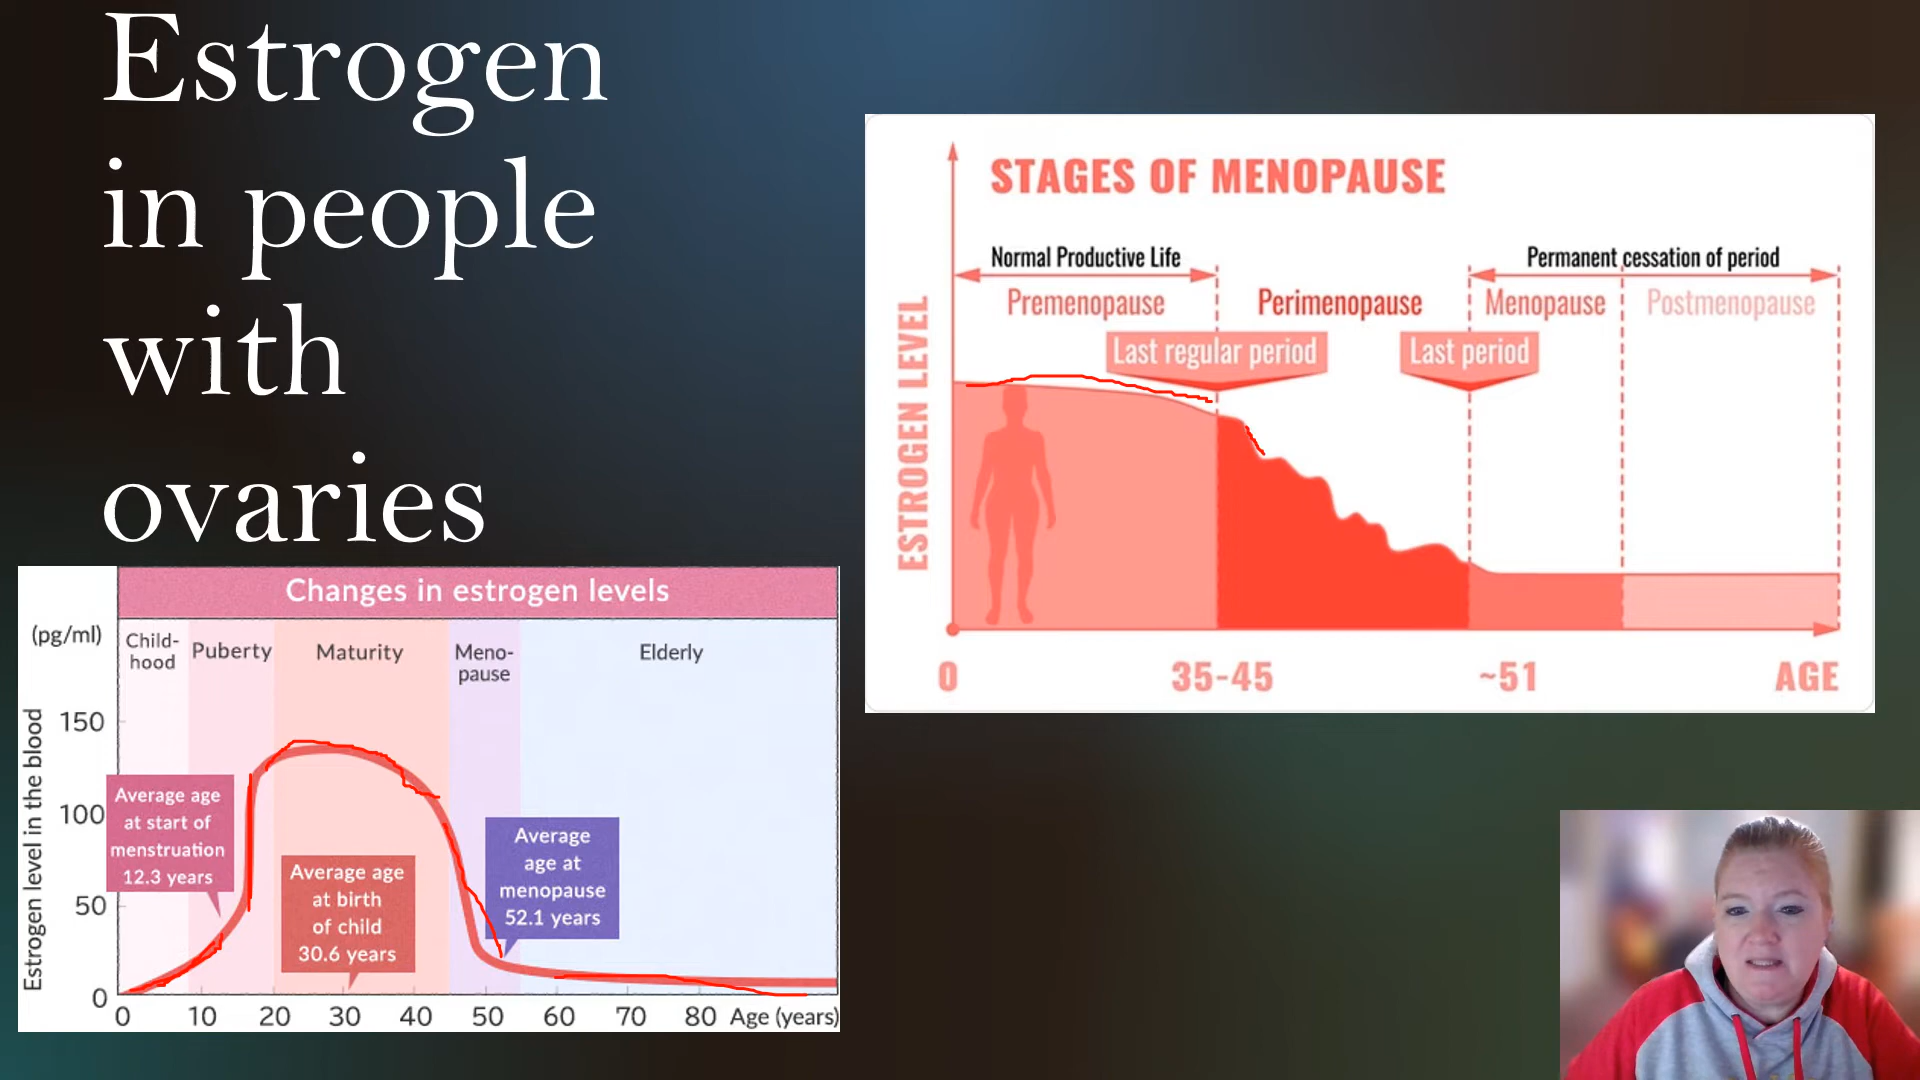 Estrogen
in people
with
ovaries
Changes in estrogen levels
(pg/ml)
Child-
hood
Puberty
Maturity
Meno-
pause
Elderly
Estrogen level in the blood
150
100
50
0
Average age
at start of
menstruation
12.3 years
Average age
at birth
of child
30.6 years
Average
age at
menopause
52.1 years
0 10 20 30 40 50 60 70 80 Age (years)
STAGES OF MENOPAUSE
Normal Productive Life
Permanent cessation of period
Premenopause
Perimenopause
Menopause
Postmenopause
Last regular period
Last period
ESTROGEN LEVEL
0 35-45 ~51 AGE